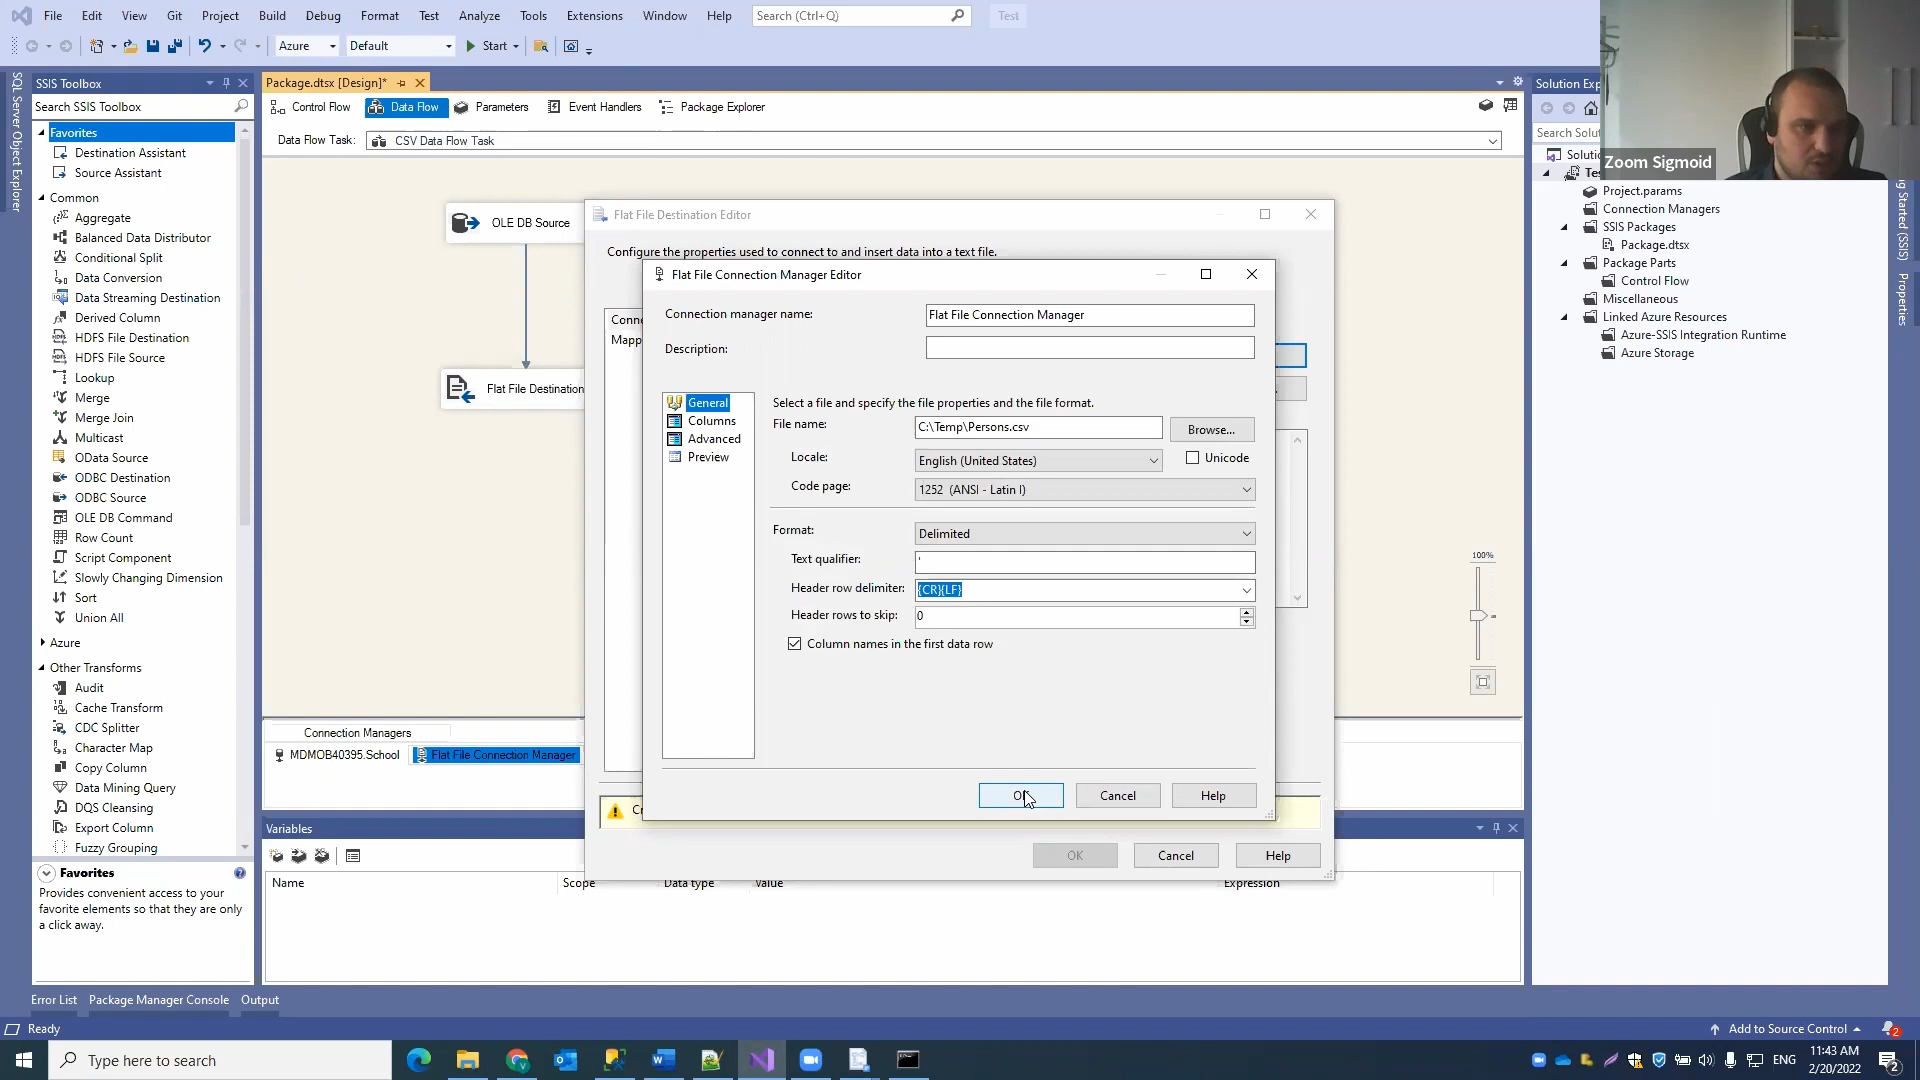 File Edit View Git Project Build Debug Format Test Analyze Tools Extensions Window Help Search (Ctrl+Q) Test
Azure Default Start
SQL Server Object Explorer
SSIS Toolbox
Search SSIS Toolbox
Favorites
Destination Assistant
Source Assistant
Common
Aggregate
Balanced Data Distributor
Conditional Split
Data Conversion
Data Streaming Destination
Derived Column
HDFS File Destination
HDFS File Source
Lookup
Merge
Merge Join
Multicast
OData Source
ODBC Destination
ODBC Source
OLE DB Command
Row Count
Script Component
Slowly Changing Dimension
Sort
Union All
Azure
Other Transforms
Audit
Cache Transform
CDC Splitter
Character Map
Copy Column
Data Mining Query
DQS Cleansing
Export Column
Fuzzy Grouping
Favorites
Provides convenient access to your
favorite elements so that they are only
a click away.
Package.dtsx [Design]*
Control Flow Data Flow Parameters Event Handlers Package Explorer
Data Flow Task: CSV Data Flow Task
OLE DB Source
Flat File Destination
100%
Flat File Destination Editor
Configure the properties used to connect to and insert data into a text file.
Conne
Mapp
Flat File Connection Manager Editor
Connection manager name: Flat File Connection Manager
Description:
General
Columns
Advanced
Preview
Select a file and specify the file properties and the file format.
File name: C:\Temp\Persons.csv Browse...
Locale: English (United States) Unicode
Code page: 1252 (ANSI - Latin I)
Format: Delimited
Text qualifier: '
Header row delimiter: {CR}{LF}
Header rows to skip: 0
Column names in the first data row
OK Cancel Help
OK Cancel Help
Connection Managers
MDMOB40395.School Flat File Connection Manager
Variables
Name Scope Data type Value Expression
Solution Exp
Search Solu
Solutio
Tes
Project.params
Connection Managers
SSIS Packages
Package.dtsx
Package Parts
Control Flow
Miscellaneous
Linked Azure Resources
Azure-SSIS Integration Runtime
Azure Storage
Zoom Sigmoid
g Started (SSIS)
Properties
Error List Package Manager Console Output
Ready Add to Source Control 2
Type here to search
ENG
11:43 AM
2/20/2022
2